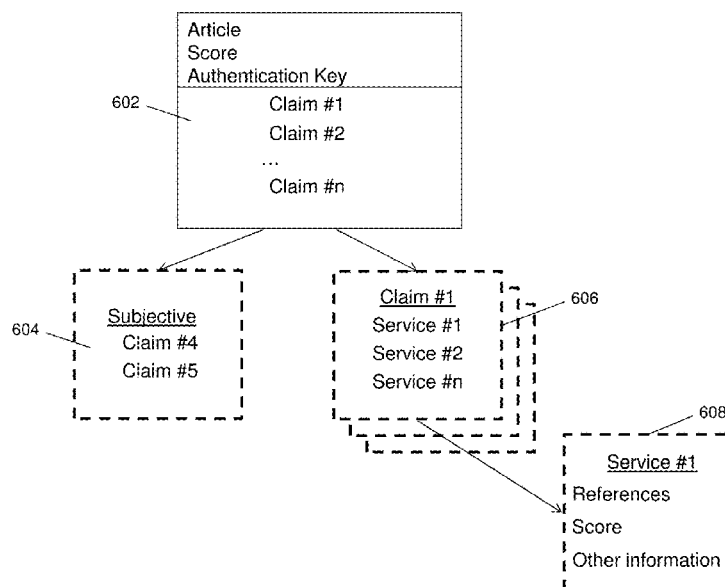 Article
Score
Authentication Key
602
Claim #1
Claim #2
...
Claim #n
604
Subjective
Claim #4
Claim #5
Claim #1
Service #1
Service #2
Service #n
606
608
Service #1
References
Score
Other information